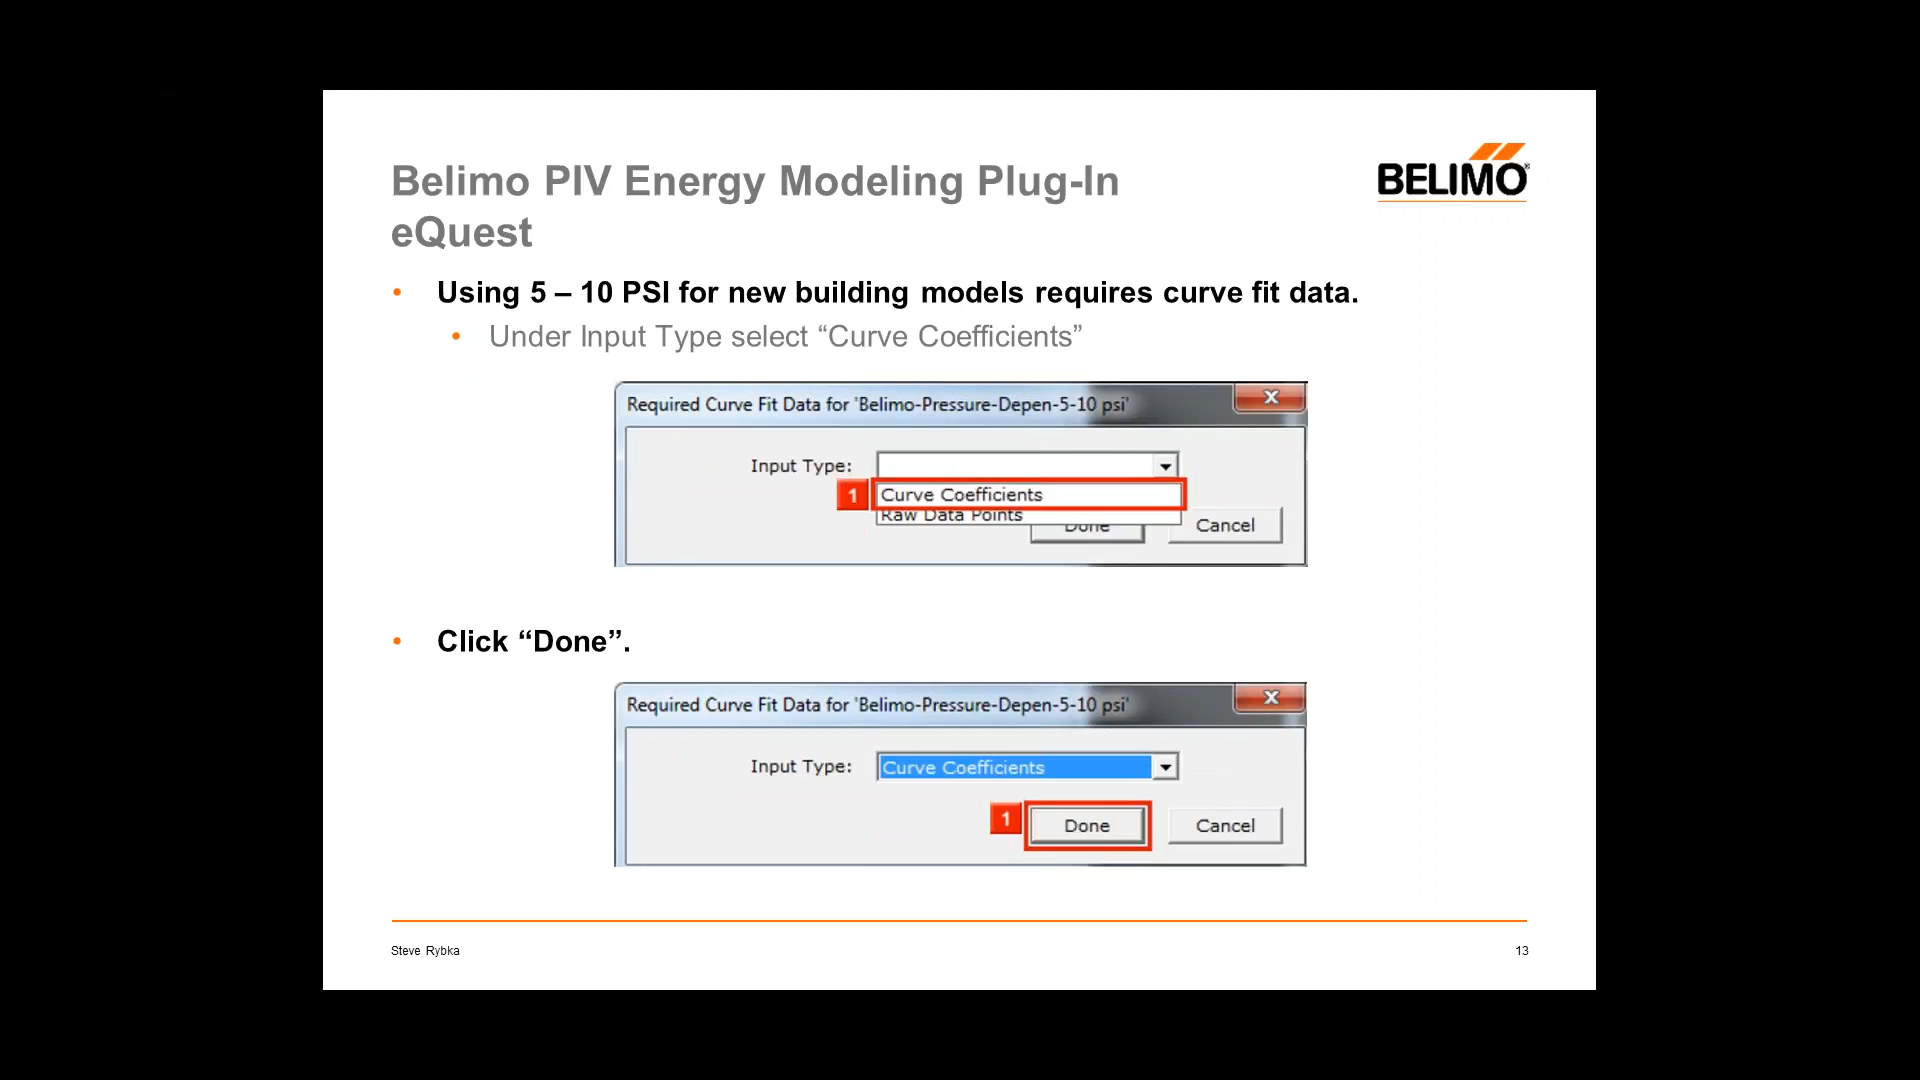 Belimo PIV Energy Modeling Plug-In
eQuest
BELIMO®
• Using 5 – 10 PSI for new building models requires curve fit data.
• Under Input Type select “Curve Coefficients”
Required Curve Fit Data for 'Belimo-Pressure-Depen-5-10 psi'
X
Input Type:
1 Curve Coefficients
Raw Data Points
Done Cancel
• Click “Done”.
Required Curve Fit Data for 'Belimo-Pressure-Depen-5-10 psi'
X
Input Type: Curve Coefficients
1 Done Cancel
Steve Rybka 13